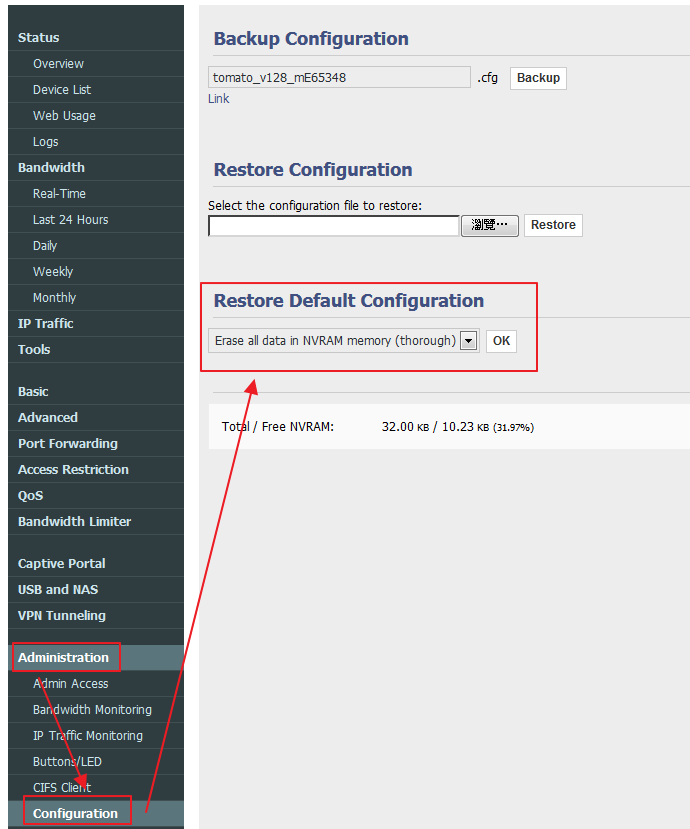 Status
Overview
Device List
Web Usage
Logs
Bandwidth
Real-Time
Last 24 Hours
Daily
Weekly
Monthly
IP Traffic
Tools
Basic
Advanced
Port Forwarding
Access Restriction
QoS
Bandwidth Limiter
Captive Portal
USB and NAS
VPN Tunneling
Administration
Admin Access
Bandwidth Monitoring
IP Traffic Monitoring
Buttons/LED
CIFS Client
Configuration
Backup Configuration
tomato_v128_mE65348 .cfg Backup
Link
Restore Configuration
Select the configuration file to restore:
瀏覽⋯ Restore
Restore Default Configuration
Erase all data in NVRAM memory (thorough) OK
Total / Free NVRAM: 32.00 KB / 10.23 KB (31.97%)